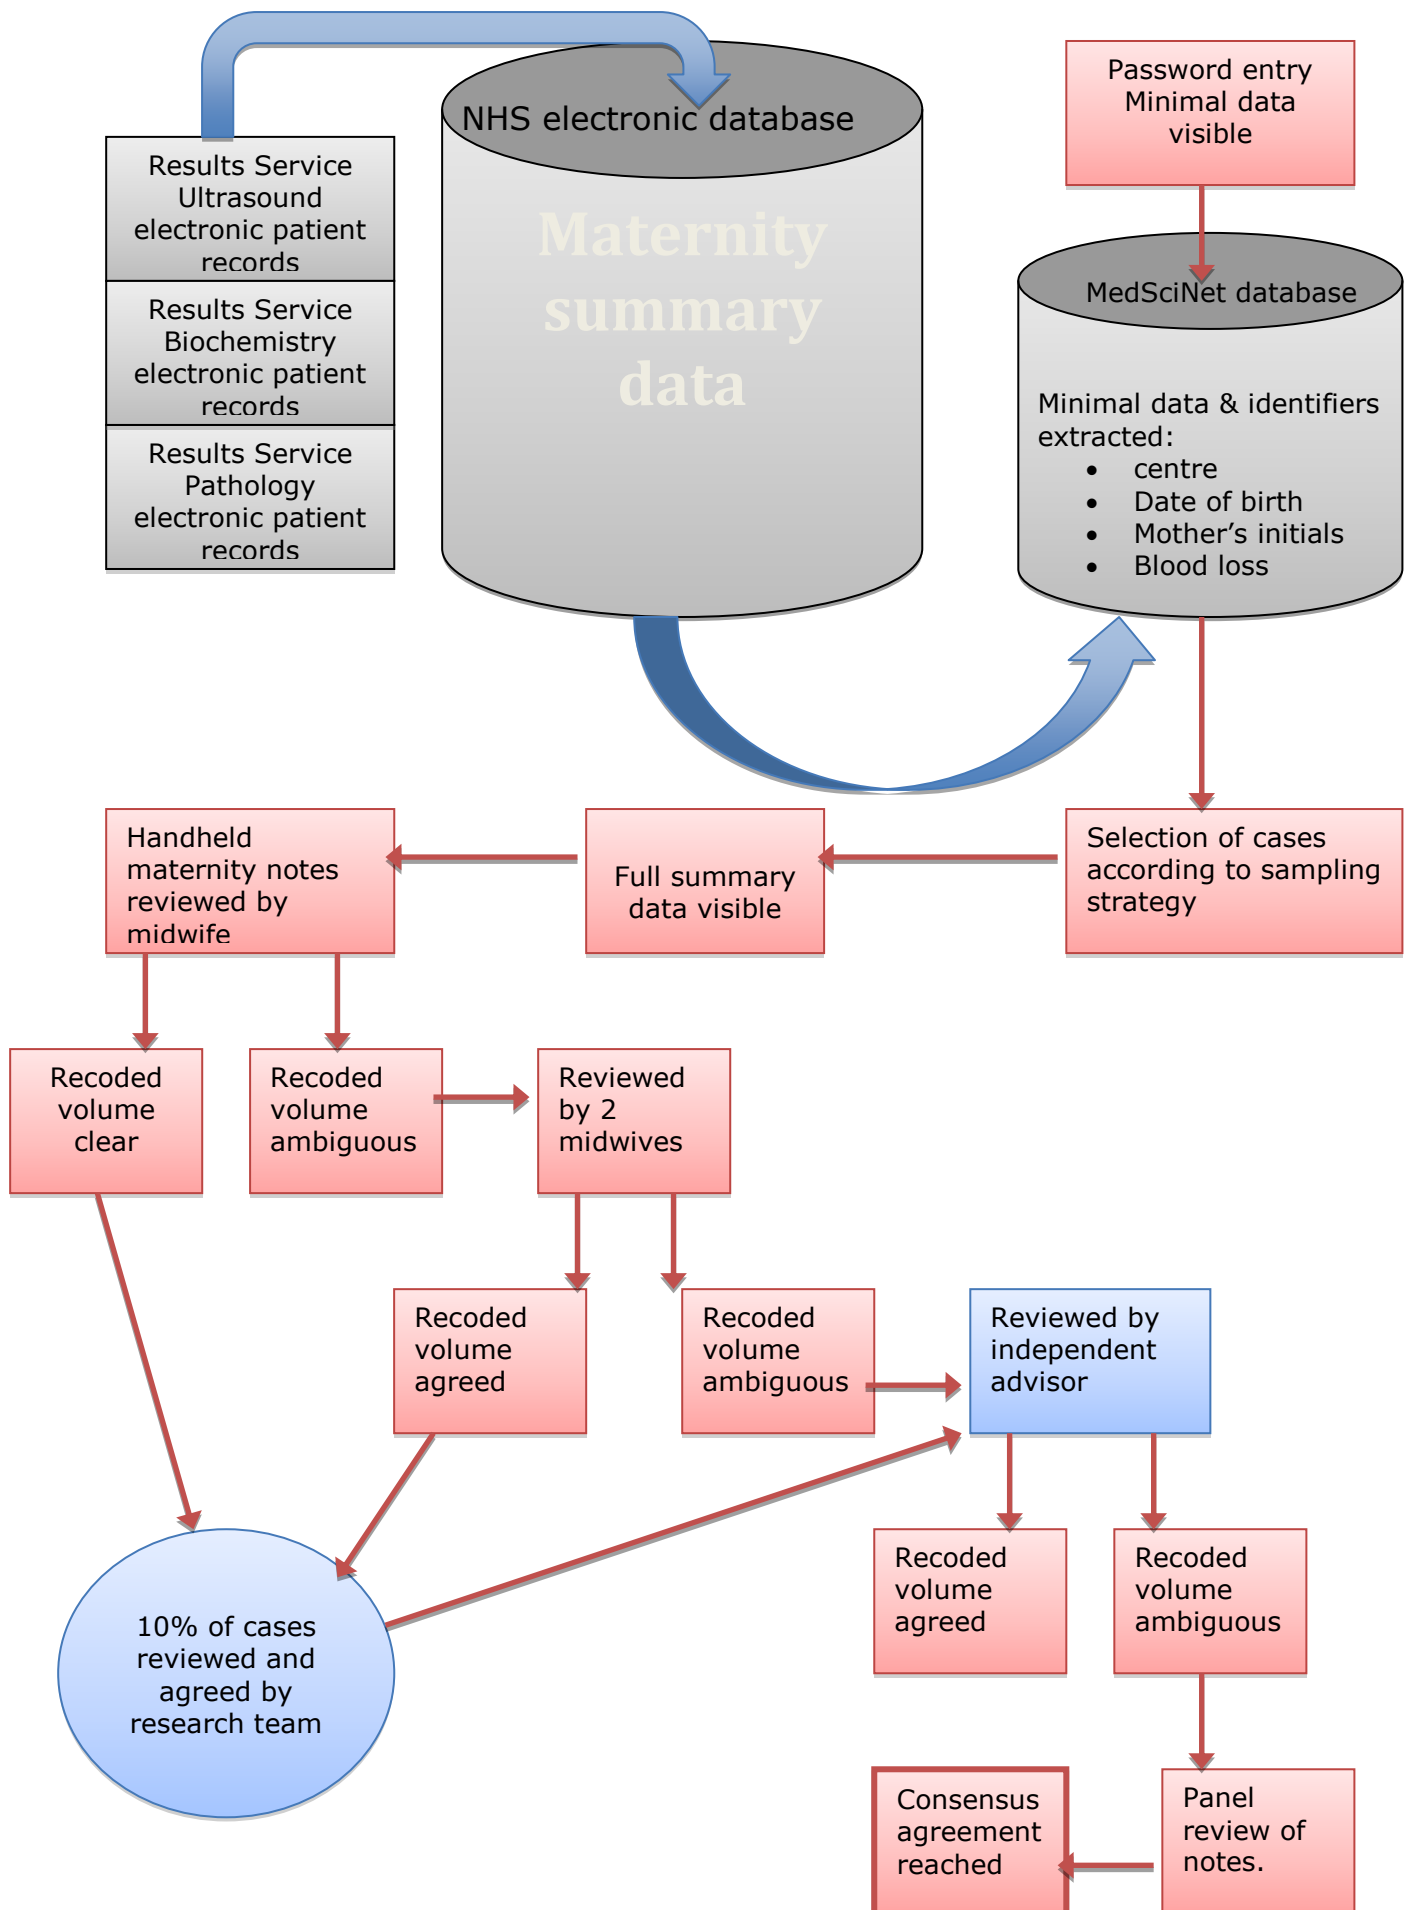 NHS electronic database
Maternity
summary
data
Password entry
Minimal data
visible
Results Service
Ultrasound
electronic patient
records
Results Service
Biochemistry
electronic patient
records
Results Service
Pathology
electronic patient
records
MedSciNet database
Minimal data & identifiers
extracted:
• centre
• Date of birth
• Mother’s initials
• Blood loss
Handheld
maternity notes
reviewed by
midwife
Full summary
data visible
Selection of cases
according to sampling
strategy
Recoded
volume
clear
Recoded
volume
ambiguous
Reviewed
by 2
midwives
Recoded
volume
agreed
Recoded
volume
ambiguous
Reviewed by
independent
advisor
10% of cases
reviewed and
agreed by
research team
Recoded
volume
agreed
Recoded
volume
ambiguous
Consensus
agreement
reached
Panel
review of
notes.